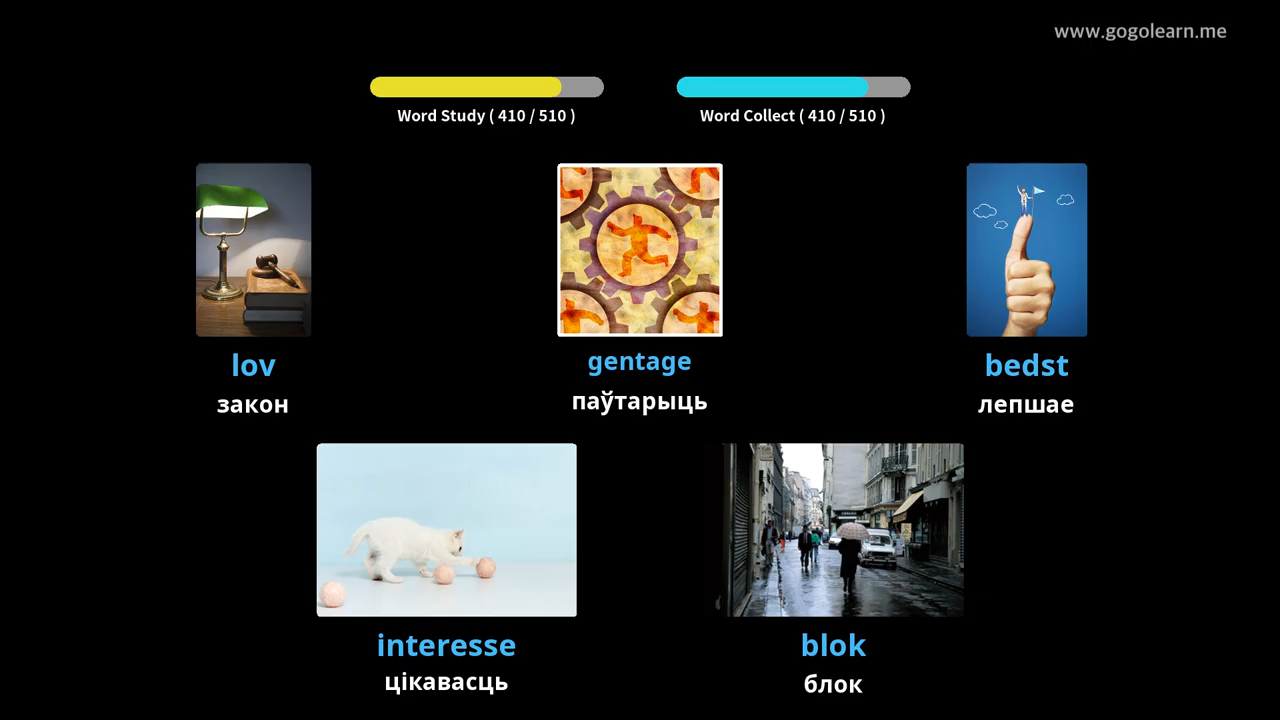 www.gogolearn.me
Word Study ( 410 / 510 )
Word Collect ( 410 / 510 )
lov
закон
gentage
паўтарыць
bedst
лепшае
interesse
цікавасць
blok
блок